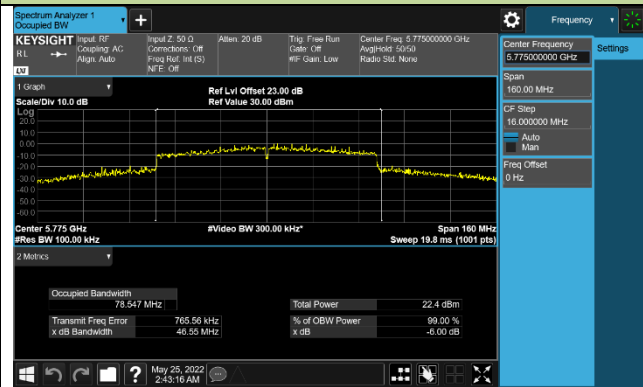 Spectrum Analyzer 1
Occupied BW
Frequency
KEYSIGHT
RL
LXI
Input: RF
Coupling: AC
Align: Auto
Input Z: 50 Ω
Corrections: Off
Freq Ref: Int (S)
NFE: Off
Atten: 20 dB
Trig: Free Run
Gate: Off
#IF Gain: Low
Center Freq: 5.775000000 GHz
Avg|Hold: 50/50
Radio Std: None
Center Frequency
5.775000000 GHz
Settings
Span
160.00 MHz
CF Step
16.000000 MHz
Auto
Man
Freq Offset
0 Hz
1 Graph
Scale/Div 10.0 dB
Ref Lvl Offset 23.00 dB
Ref Value 30.00 dBm
Log
20.0
10.0
0.00
-10.0
-20.0
-30.0
-40.0
-50.0
-60.0
Center 5.775 GHz
#Res BW 100.00 kHz
#Video BW 300.00 kHz*
Span 160 MHz
Sweep 19.8 ms (1001 pts)
2 Metrics
Occupied Bandwidth
78.547 MHz
Total Power 22.4 dBm
Transmit Freq Error 765.56 kHz
% of OBW Power 99.00 %
x dB Bandwidth 46.55 MHz
x dB -6.00 dB
?
May 25, 2022
2:43:16 AM